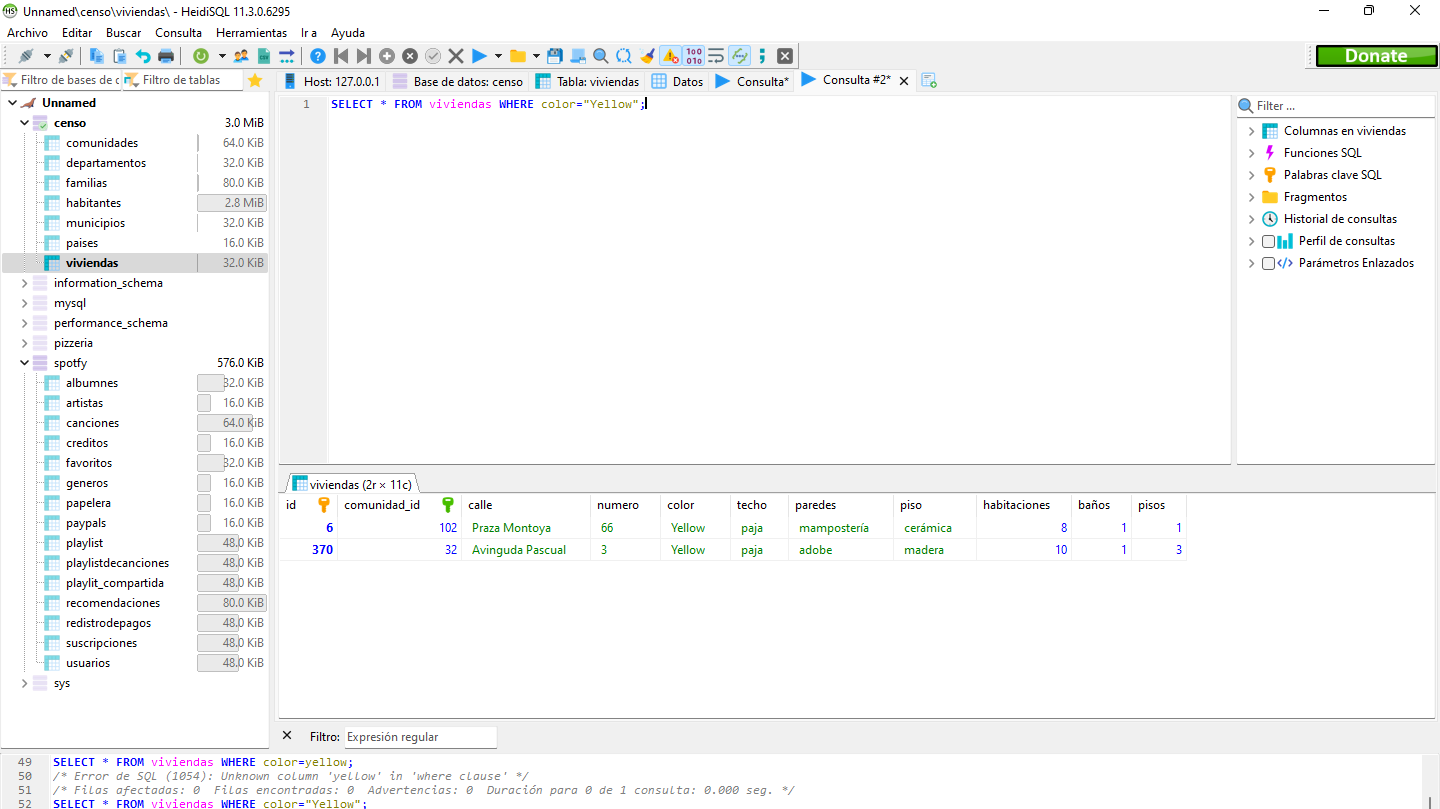 Unnamed\censo\viviendas\ - HeidiSQL 11.3.0.6295
Archivo Editar Buscar Consulta Herramientas Ir a Ayuda
Donate
Filtro de bases de c Filtro de tablas
Host: 127.0.0.1 Base de datos: censo Tabla: viviendas Datos Consulta* Consulta #2*
Unnamed
censo 3.0 MiB
comunidades 64.0 KiB
departamentos 32.0 KiB
familias 80.0 KiB
habitantes 2.8 MiB
municipios 32.0 KiB
paises 16.0 KiB
viviendas 32.0 KiB
information_schema
mysql
performance_schema
pizzeria
spotfy 576.0 KiB
albumnes 32.0 KiB
artistas 16.0 KiB
canciones 64.0 KiB
creditos 16.0 KiB
favoritos 32.0 KiB
generos 16.0 KiB
papelera 16.0 KiB
paypals 16.0 KiB
playlist 48.0 KiB
playlistdecanciones 48.0 KiB
playlit_compartida 48.0 KiB
recomendaciones 80.0 KiB
redistrodepagos 48.0 KiB
suscripciones 48.0 KiB
usuarios 48.0 KiB
sys
1 SELECT * FROM viviendas WHERE color="Yellow";
Filter ...
Columnas en viviendas
Funciones SQL
Palabras clave SQL
Fragmentos
Historial de consultas
Perfil de consultas
Parámetros Enlazados
viviendas (2r × 11c)
id comunidad_id calle numero color techo paredes piso habitaciones baños pisos
6 102 Praza Montoya 66 Yellow paja mampostería cerámica 8 1 1
370 32 Avinguda Pascual 3 Yellow paja adobe madera 10 1 3
Filtro: Expresión regular
49 SELECT * FROM viviendas WHERE color=yellow;
50 /* Error de SQL (1054): Unknown column 'yellow' in 'where clause' */
51 /* Filas afectadas: 0 Filas encontradas: 0 Advertencias: 0 Duración para 0 de 1 consulta: 0.000 seg. */
52 SELECT * FROM viviendas WHERE color="Yellow";